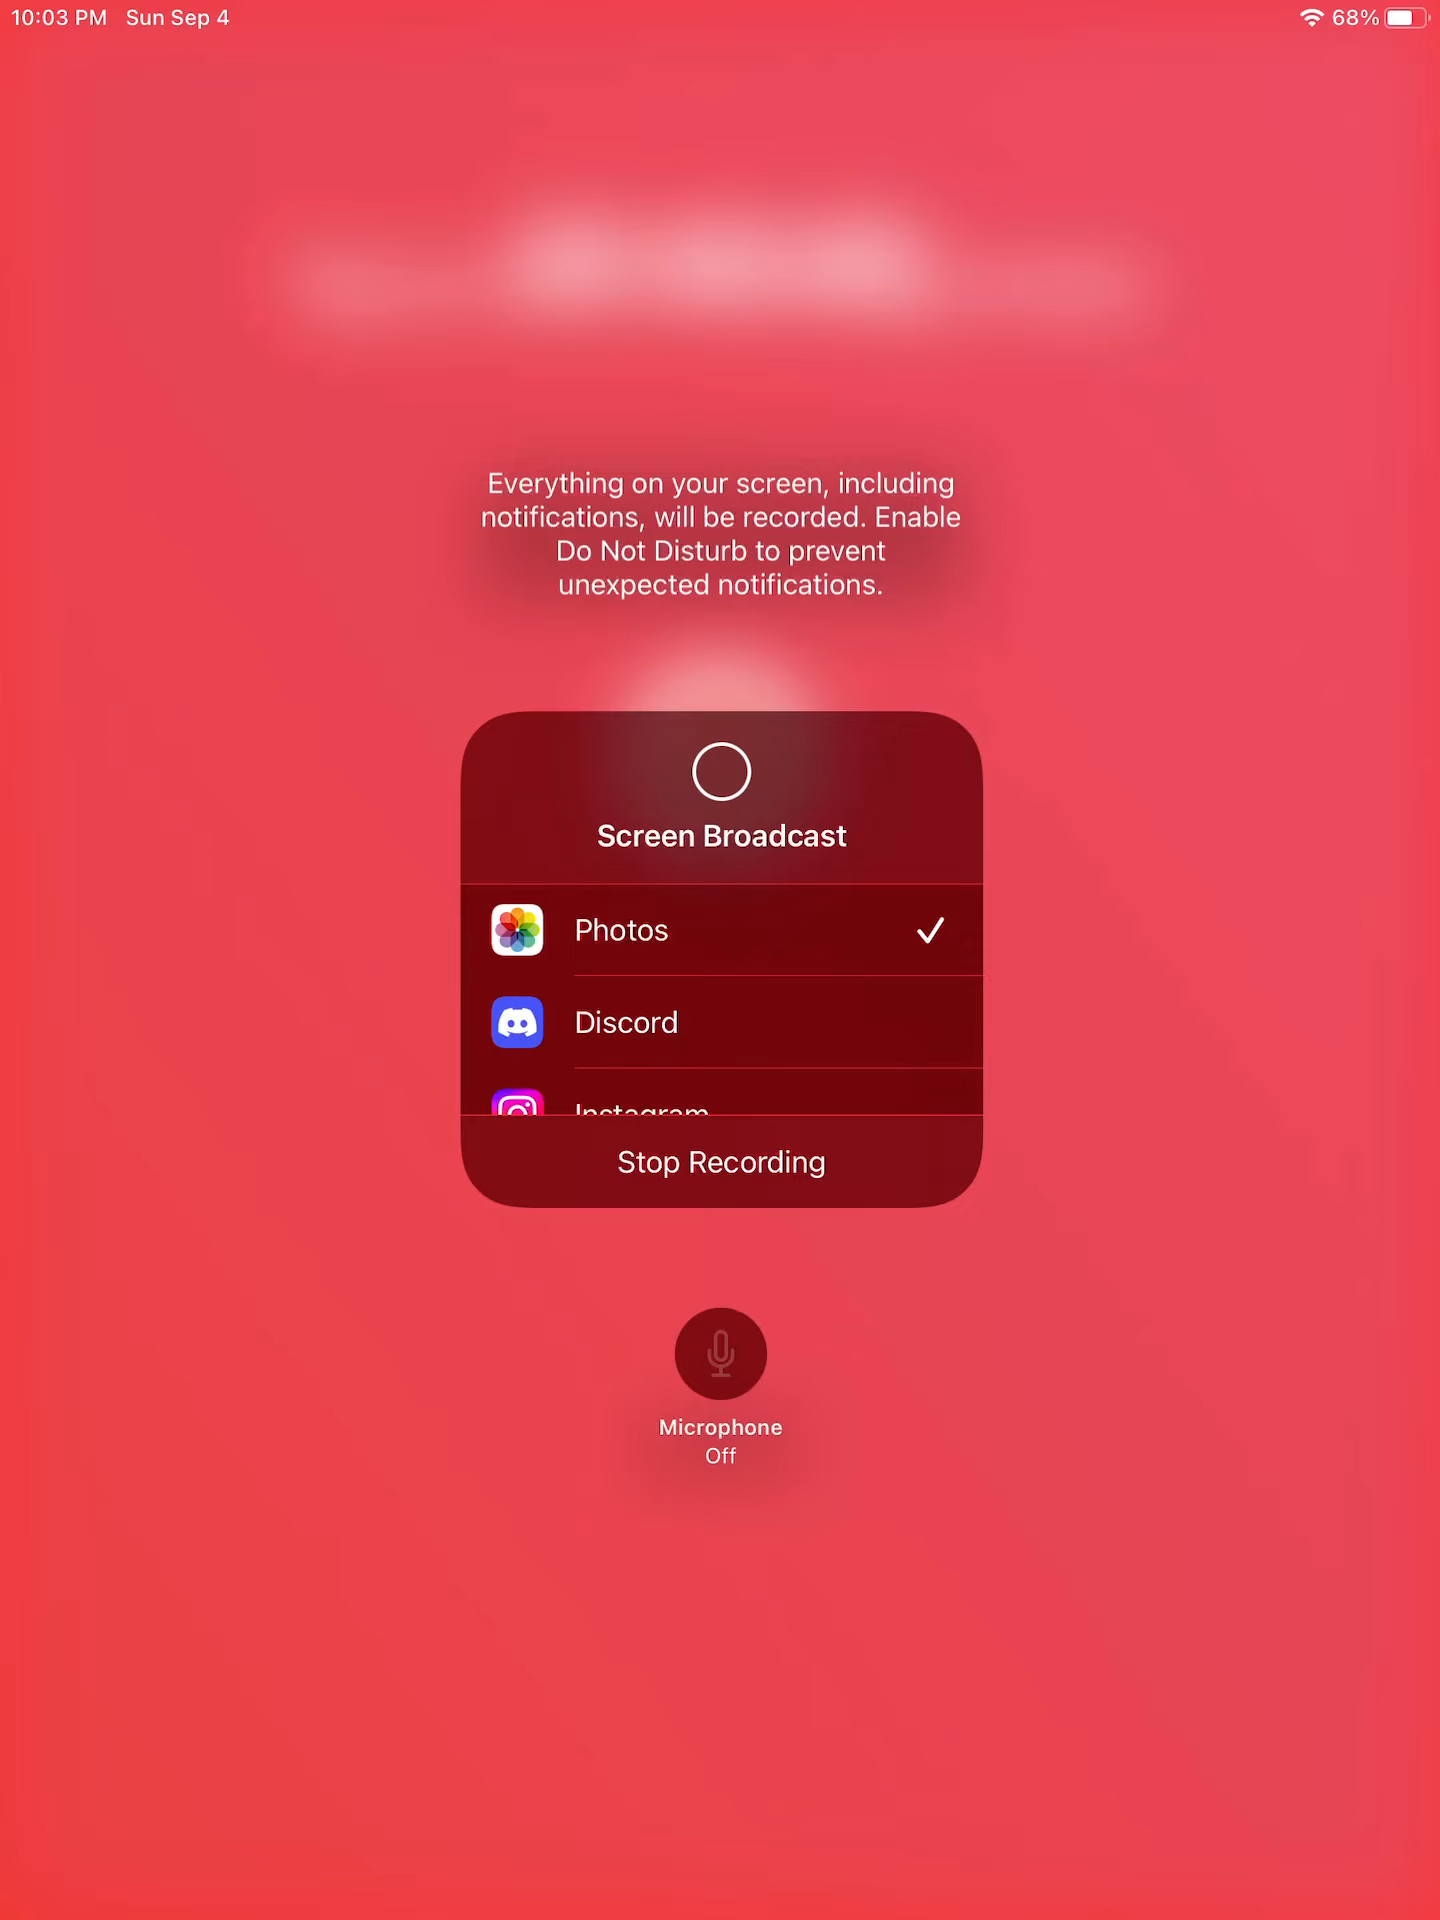 10:03 PM Sun Sep 4
68%
Everything on your screen, including
notifications, will be recorded. Enable
Do Not Disturb to prevent
unexpected notifications.
Screen Broadcast
Photos
Discord
Instagram
Stop Recording
Microphone
Off